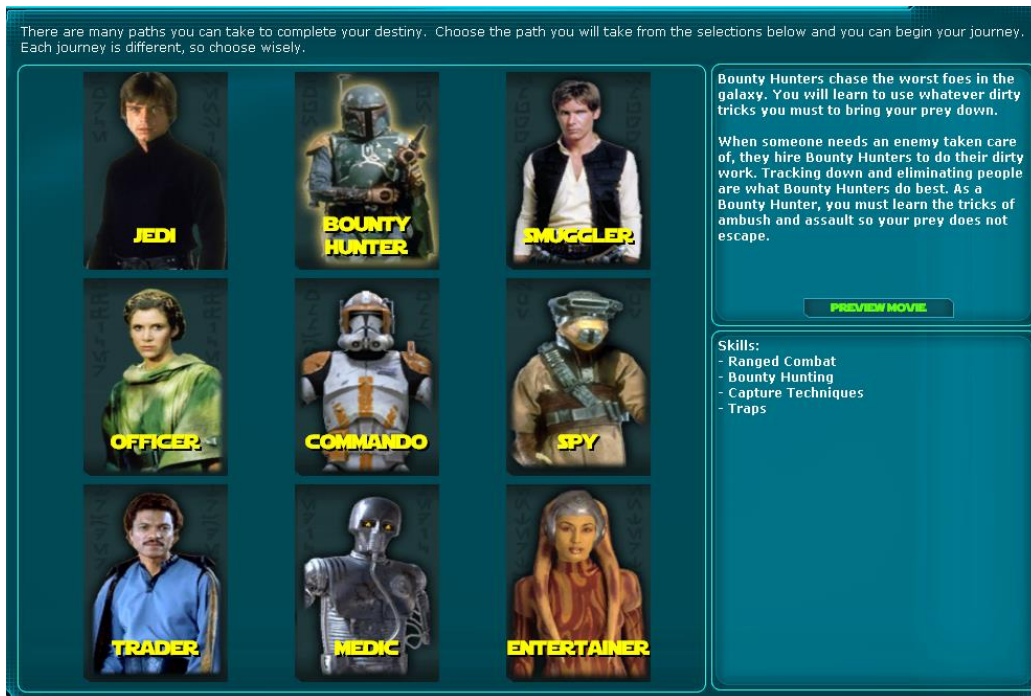 There are many paths you can take to complete your destiny. Choose the path you will take from the selections below and you can begin your journey.
Each journey is different, so choose wisely.
JEDI
BOUNTY
HUNTER
SMUGGLER
OFFICER
COMMANDO
SPY
TRADER
MEDIC
ENTERTAINER
Bounty Hunters chase the worst foes in the
galaxy. You will learn to use whatever dirty
tricks you must to bring your prey down.
When someone needs an enemy taken care
of, they hire Bounty Hunters to do their dirty
work. Tracking down and eliminating people
are what Bounty Hunters do best. As a
Bounty Hunter, you must learn the tricks of
ambush and assault so your prey does not
escape.
PREVIEW MOVIE
Skills:
- Ranged Combat
- Bounty Hunting
- Capture Techniques
- Traps